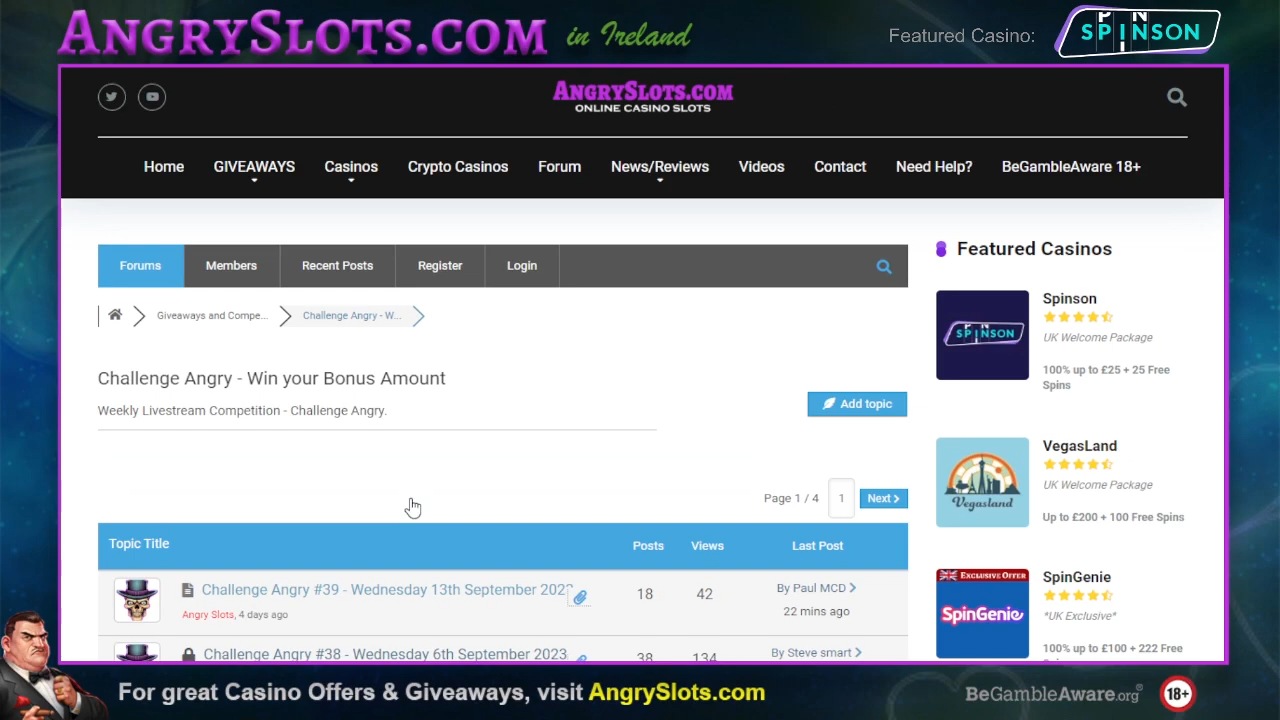 ANGRYSLOTS.COM in Ireland
Featured Casino:
SPINSON
ANGRYSLOTS.COM
ONLINE CASINO SLOTS
Home GIVEAWAYS Casinos Crypto Casinos Forum News/Reviews Videos Contact Need Help? BeGambleAware 18+
Forums Members Recent Posts Register Login
Giveaways and Compe... Challenge Angry - W...
Challenge Angry - Win your Bonus Amount
Weekly Livestream Competition - Challenge Angry.
Add topic
Page 1 / 4 1 Next
Topic Title Posts Views Last Post
Challenge Angry #39 - Wednesday 13th September 202 18 42 By Paul MCD
Angry Slots, 4 days ago 22 mins ago
Challenge Angry #38 - Wednesday 6th September 2023 38 134 By Steve smart
Featured Casinos
SPINSON
Spinson
UK Welcome Package
100% up to £25 + 25 Free
Spins
Vegasland
VegasLand
UK Welcome Package
Up to £200 + 100 Free Spins
EXCLUSIVE OFFER
SpinGenie
SpinGenie
*UK Exclusive*
100% up to £100 + 222 Free
For great Casino Offers & Giveaways, visit AngrySlots.com
BeGambleAware.org®
18+